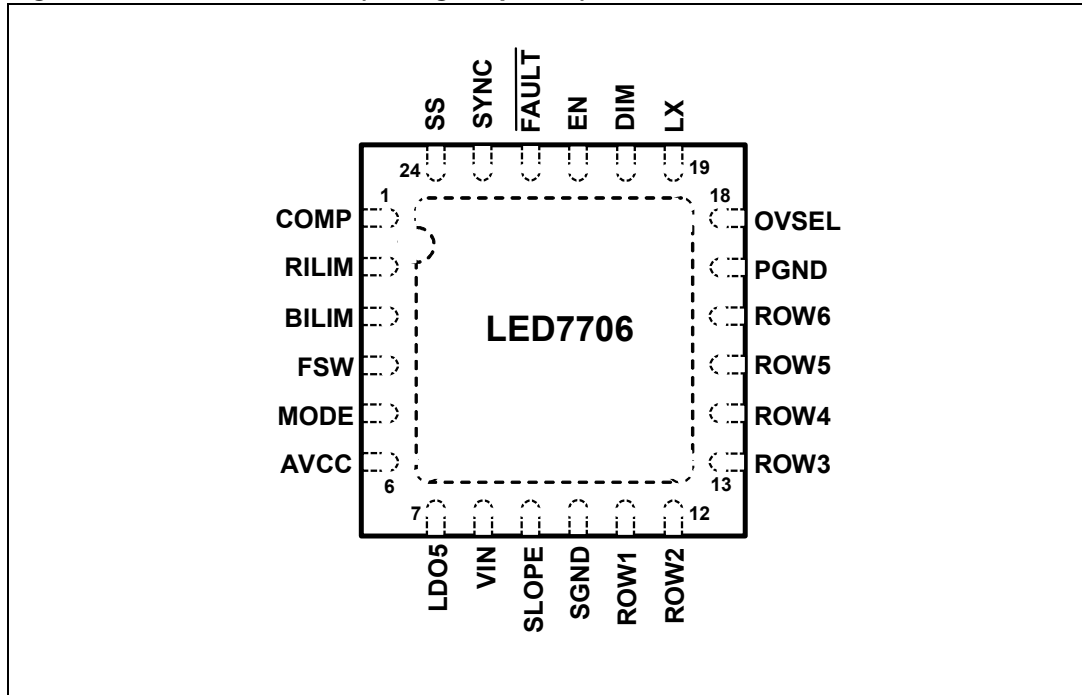 SS
SYNC
FAULT
EN
DIM
LX
24
19
1
18
COMP
OVSEL
RILIM
PGND
BILIM
LED7706
ROW6
FSW
ROW5
MODE
ROW4
AVCC
ROW3
6
13
7
12
LDO5
VIN
SLOPE
SGND
ROW1
ROW2